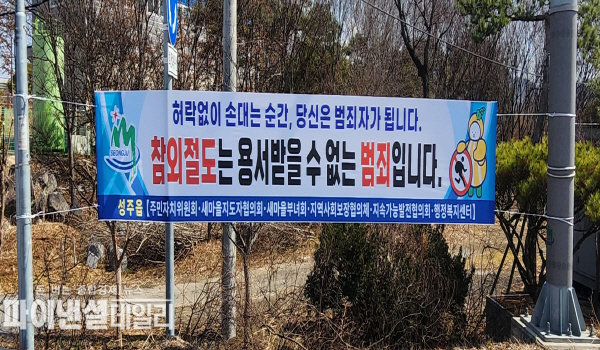 허락없이 손대는 순간, 당신은 범죄자가 됩니다.
SEONGJU
참외절도는 용서받을 수 없는 범죄입니다.
성주읍 [주민자치위원회·새마을지도자협의회·새마을부녀회·지역사회보장협의체·지속가능발전협의회·행정복지센터]
파이낸셜데일리